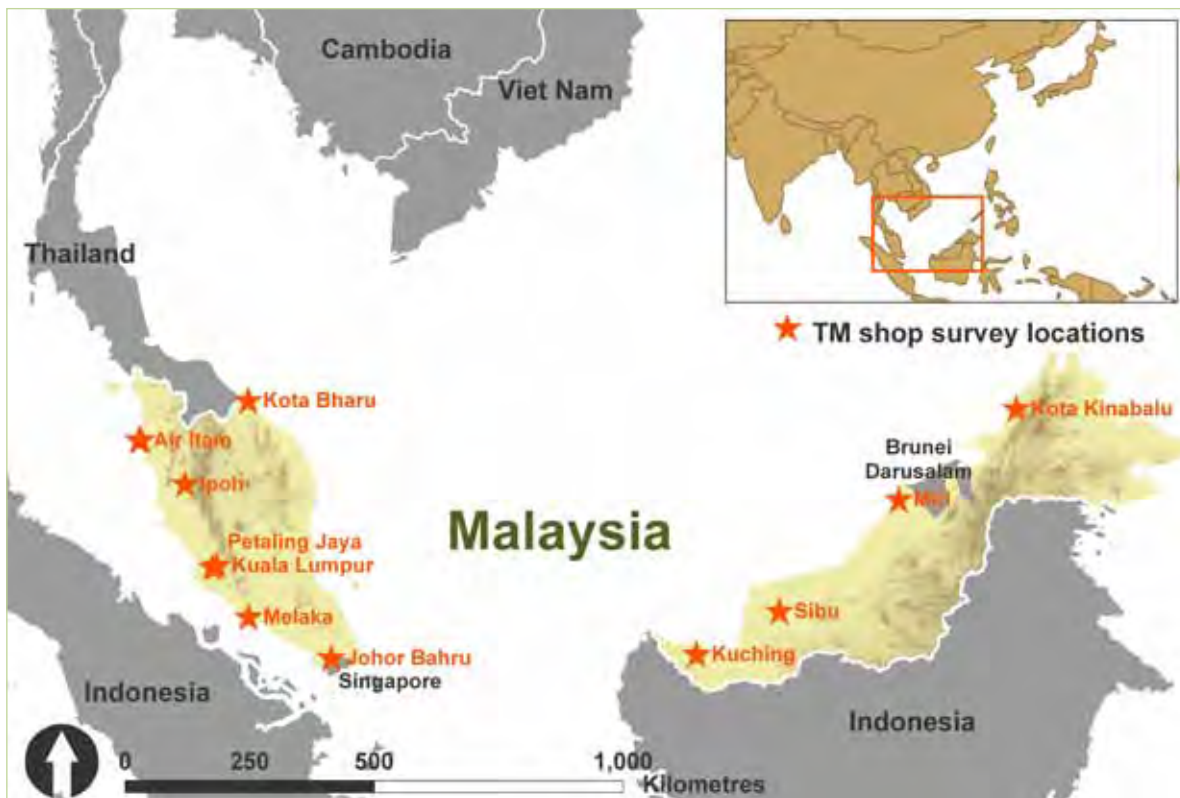 Cambodia
Viet Nam
Thailand
TM shop survey locations
Kota Bharu
Kota Kinabalu
Air Itam
Brunei
Darusalam
Ipoh
Miri
Malaysia
Petaling Jaya
Kuala Lumpur
Melaka
Sibu
Kuching
Johor Bahru
Singapore
Indonesia
Indonesia
0 250 500 1,000
Kilometres